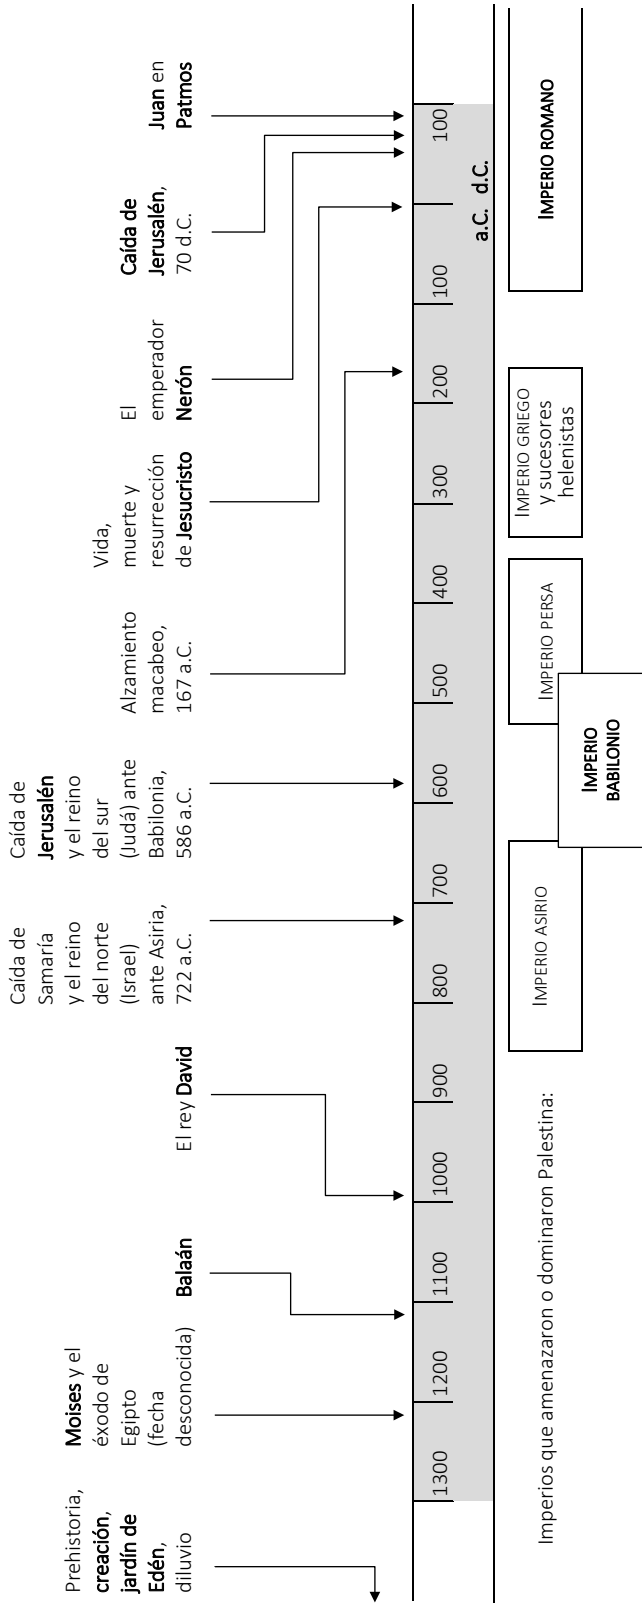 Prehistoria,
creación,
jardín de
Edén,
diluvio
Moises y el
éxodo de
Egipto
(fecha
desconocida)
Balaán
El rey David
Caída de
Samaría
y el reino
del norte
(Israel)
ante Asiria,
722 a.C.
Caída de
Jerusalén
y el reino
del sur
(Judá) ante
Babilonia,
586 a.C.
Alzamiento
macabeo,
167 a.C.
Vida,
muerte y
resurrección
de Jesucristo
El
emperador
Nerón
Caída de
Jerusalén,
70 d.C.
Juan en
Patmos
1300 1200 1100 1000 900 800 700 600 500 400 300 200 100 100
a.C. d.C.
Imperios que amenazaron o dominaron Palestina:
IMPERIO ASIRIO
IMPERIO
BABILONIO
IMPERIO PERSA
IMPERIO GRIEGO
y sucesores
helenistas
IMPERIO ROMANO